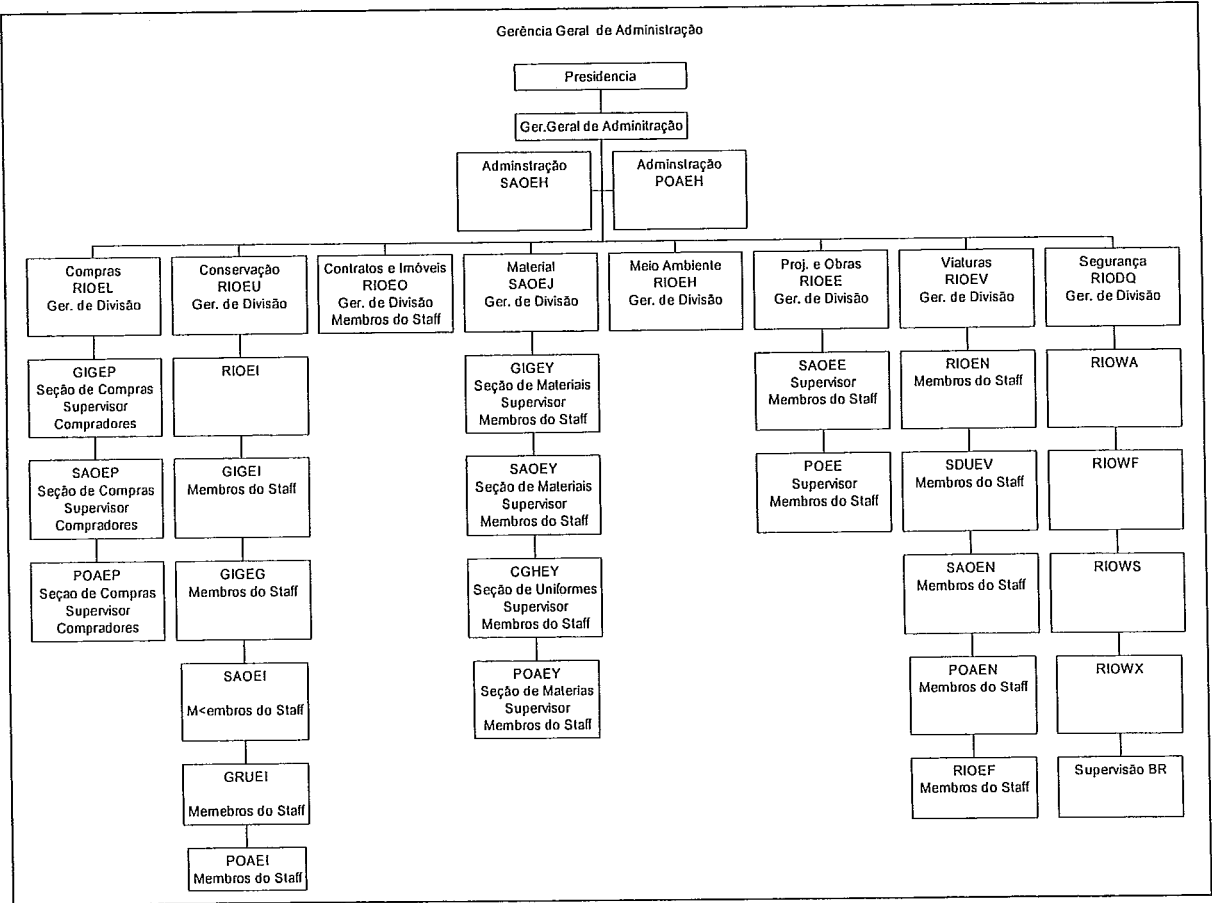 Gerência Geral de Administração
Presidencia
Ger.Geral de Adminitração
Adminstração
SAOEH
Adminstração
POAEH
Compras
RIOEL
Ger. de Divisão
Conservação
RIOEU
Ger. de Divisão
Contratos e Imóveis
RIOEO
Ger. de Divisão
Membros do Staff
Material
SAOEJ
Ger. de Divisão
Meio Ambiente
RIOEH
Ger. de Divisão
Proj. e Obras
RIOEE
Ger. de Divisão
Viaturas
RIOEV
Ger. de Divisão
Segurança
RIODQ
Ger. de Divisão
GIGEP
Seção de Compras
Supervisor
Compradores
SAOEP
Seção de Compras
Supervisor
Compradores
POAEP
Seçao de Compras
Supervisor
Compradores
RIOEI
GIGEI
Membros do Staff
GIGEG
Membros do Staff
SAOEI
M<embros do Staff
GRUEI
Memebros do Staff
POAEI
Membros do Staff
GIGEY
Seção de Materiais
Supervisor
Membros do Staff
SAOEY
Seção de Materiais
Supervisor
Membros do Staff
CGHEY
Seção de Uniformes
Supervisor
Membros do Staff
POAEY
Seção de Materias
Supervisor
Membros do Staff
SAOEE
Supervisor
Membros do Staff
POEE
Supervisor
Membros do Staff
RIOEN
Membros do Staff
SDUEV
Membros do Staff
SAOEN
Membros do Staff
POAEN
Membros do Staff
RIOEF
Membros do Staff
RIOWA
RIOWF
RIOWS
RIOWX
Supervisão BR